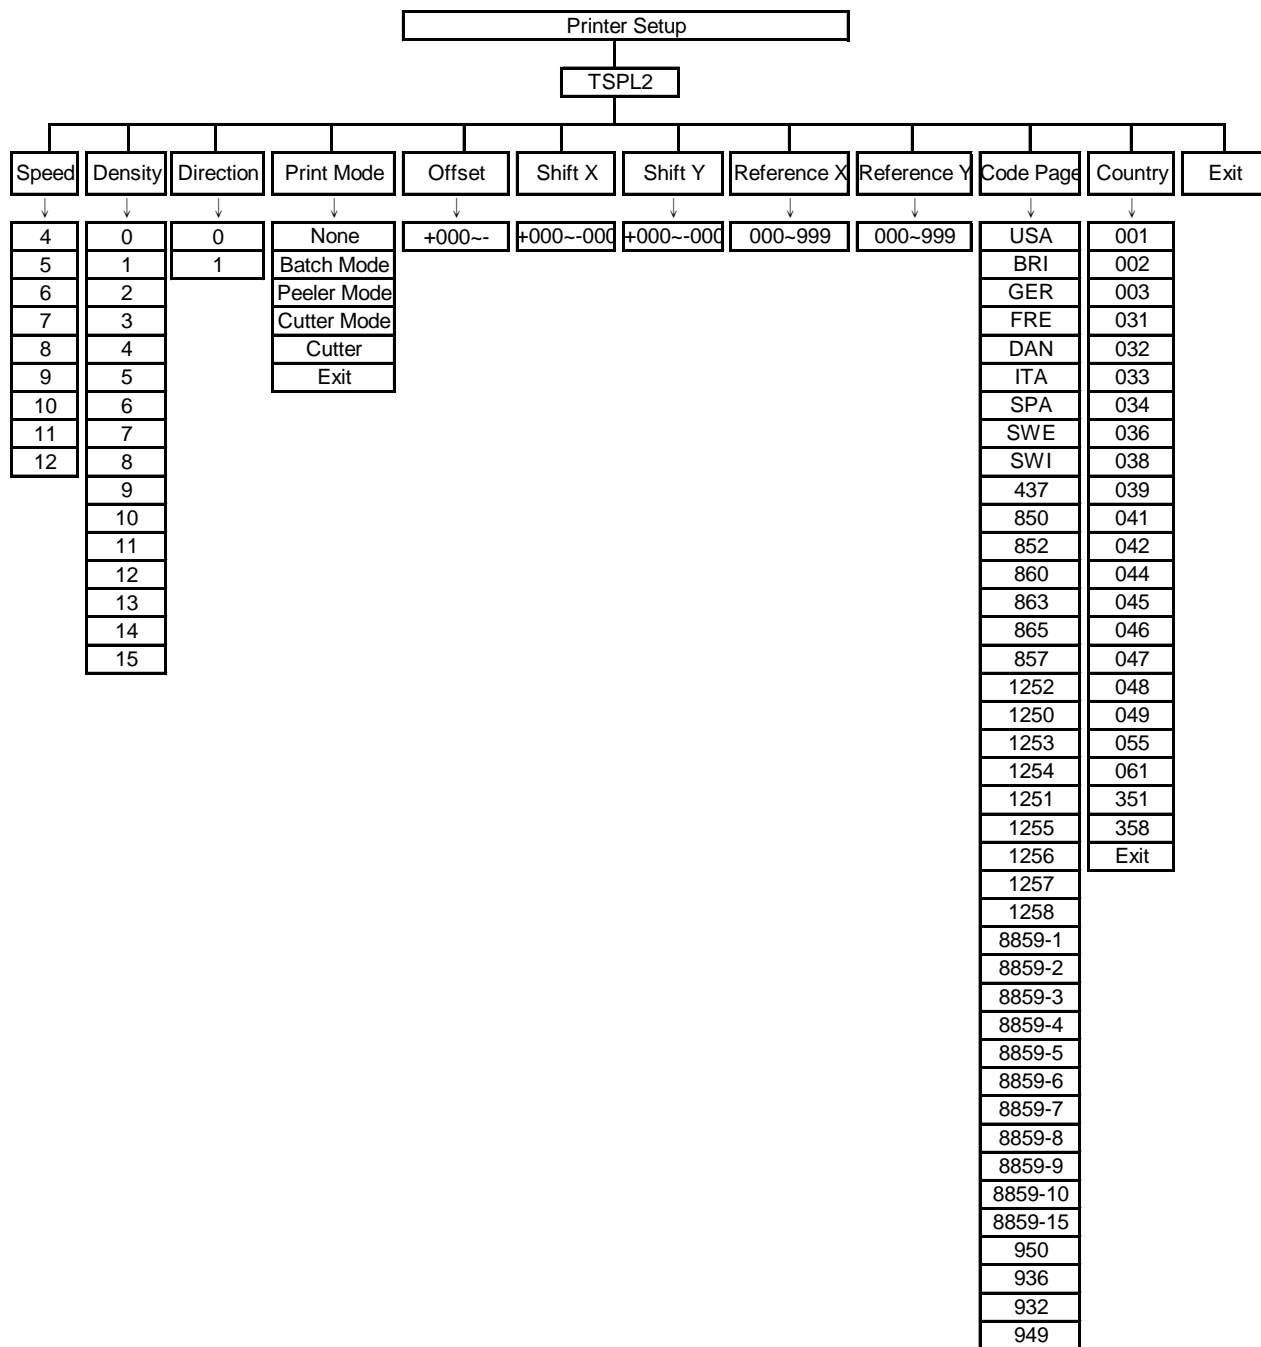 Printer Setup
TSPL2
Speed Density Direction Print Mode Offset Shift X Shift Y Reference X Reference Y Code Page Country Exit
4 0 0 None +000~- +000~-000 +000~-000 000~999 000~999 USA 001
5 1 1 Batch Mode BRI 002
6 2 Peeler Mode GER 003
7 3 Cutter Mode FRE 031
8 4 Cutter DAN 032
9 5 Exit ITA 033
10 6 SPA 034
11 7 SWE 036
12 8 SWI 038
9 437 039
10 850 041
11 852 042
12 860 044
13 863 045
14 865 046
15 857 047
1252 048
1250 049
1253 055
1254 061
1251 351
1255 358
1256 Exit
1257
1258
8859-1
8859-2
8859-3
8859-4
8859-5
8859-6
8859-7
8859-8
8859-9
8859-10
8859-15
950
936
932
949